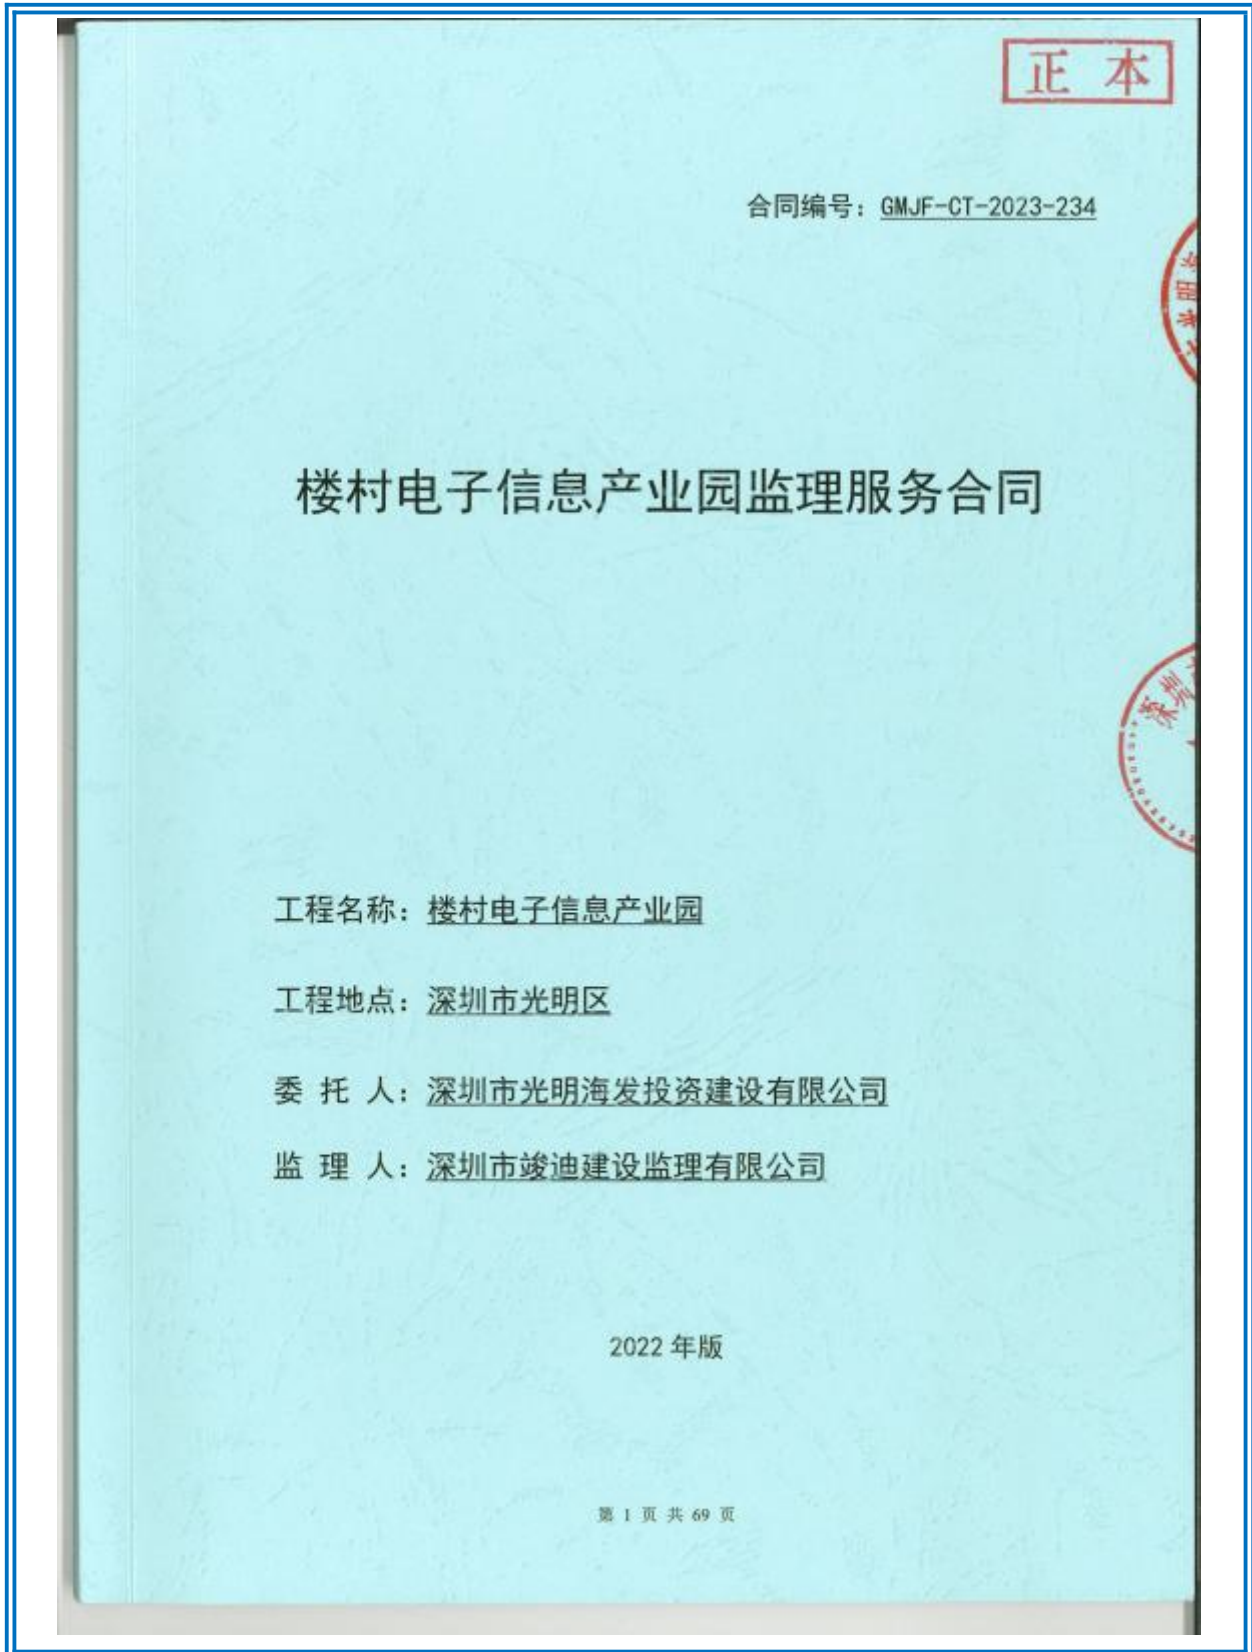 正 本
合同编号：GMJF-CT-2023-234
楼村电子信息产业园监理服务合同
深圳
工程名称：楼村电子信息产业园
工程地点：深圳市光明区
委 托 人：深圳市光明海发投资建设有限公司
监 理 人：深圳市竣迪建设监理有限公司
2022 年版
第 1 页 共 69 页